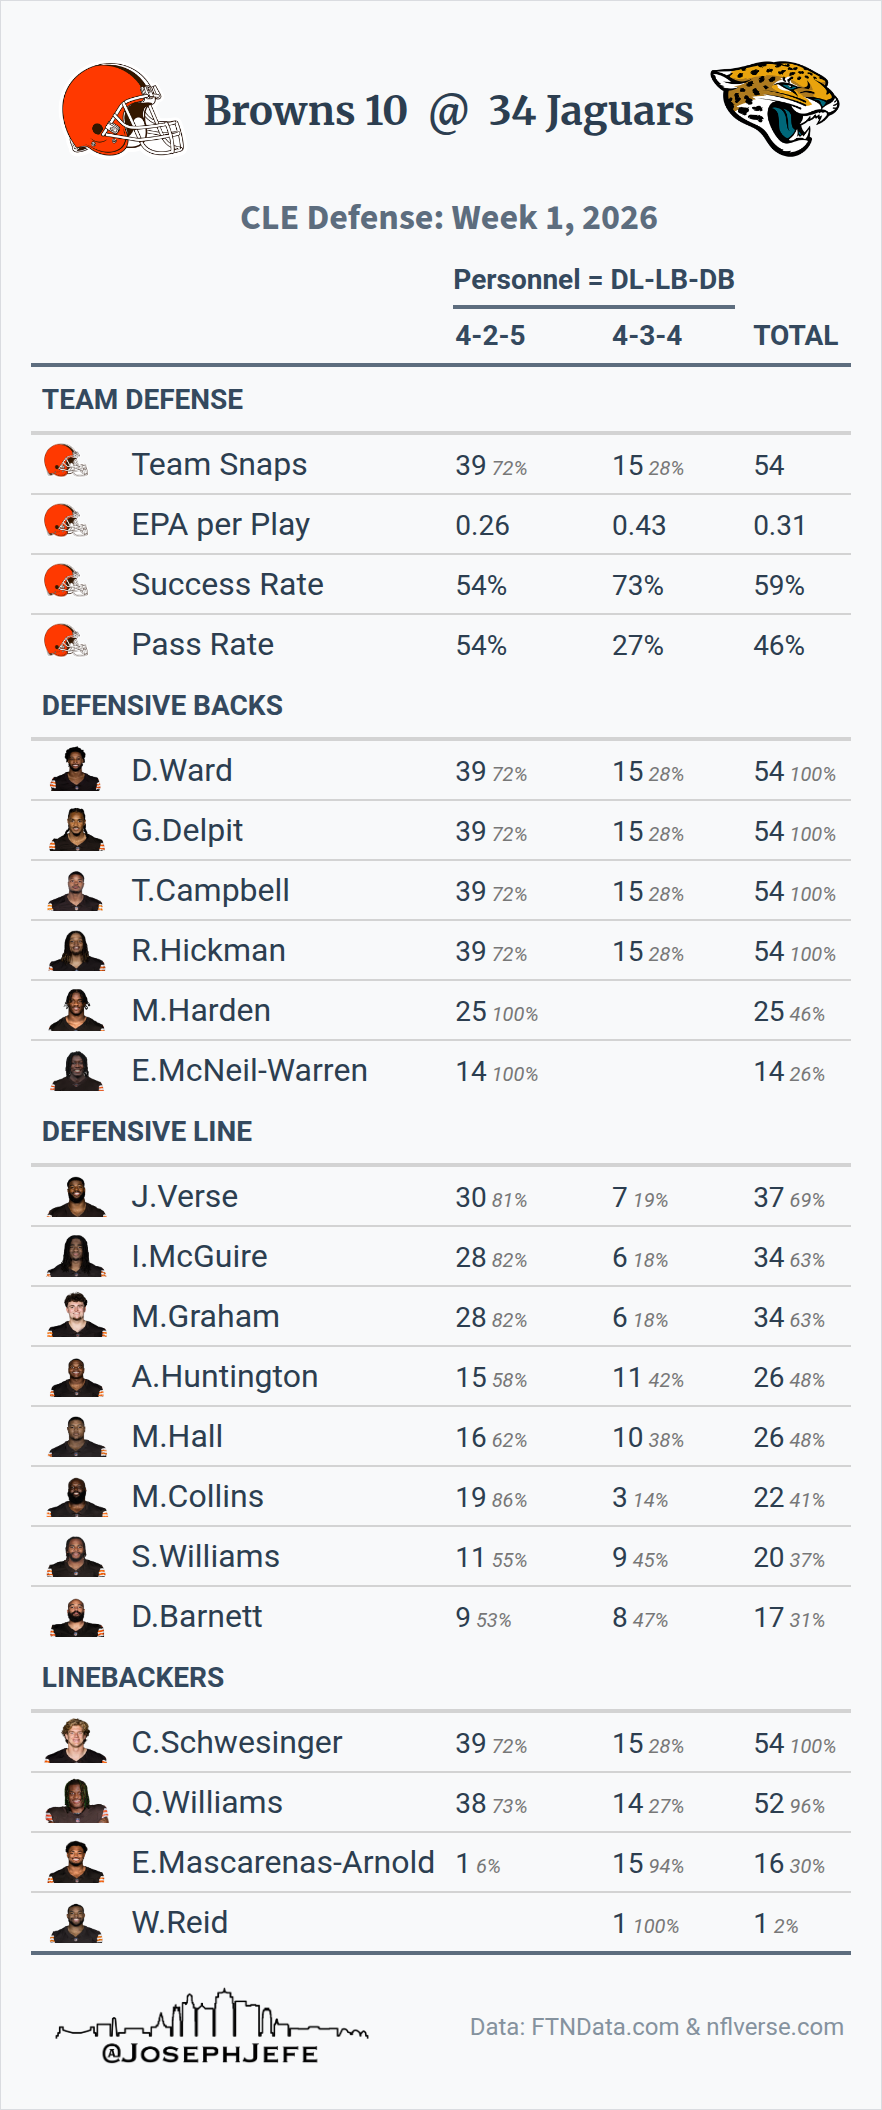 Browns 10 @ 34 Jaguars
CLE Defense: Week 1, 2026
Personnel = DL-LB-DB
4-2-5 4-3-4 TOTAL
TEAM DEFENSE
Team Snaps 39 72% 15 28% 54
EPA per Play 0.26 0.43 0.31
Success Rate 54% 73% 59%
Pass Rate 54% 27% 46%
DEFENSIVE BACKS
D.Ward 39 72% 15 28% 54 100%
G.Delpit 39 72% 15 28% 54 100%
T.Campbell 39 72% 15 28% 54 100%
R.Hickman 39 72% 15 28% 54 100%
M.Harden 25 100% 25 46%
E.McNeil-Warren 14 100% 14 26%
DEFENSIVE LINE
J.Verse 30 81% 7 19% 37 69%
I.McGuire 28 82% 6 18% 34 63%
M.Graham 28 82% 6 18% 34 63%
A.Huntington 15 58% 11 42% 26 48%
M.Hall 16 62% 10 38% 26 48%
M.Collins 19 86% 3 14% 22 41%
S.Williams 11 55% 9 45% 20 37%
D.Barnett 9 53% 8 47% 17 31%
LINEBACKERS
C.Schwesinger 39 72% 15 28% 54 100%
Q.Williams 38 73% 14 27% 52 96%
E.Mascarenas-Arnold 1 6% 15 94% 16 30%
W.Reid 1 100% 1 2%
@JOSEPHJEFE
Data: FTNData.com & nflverse.com